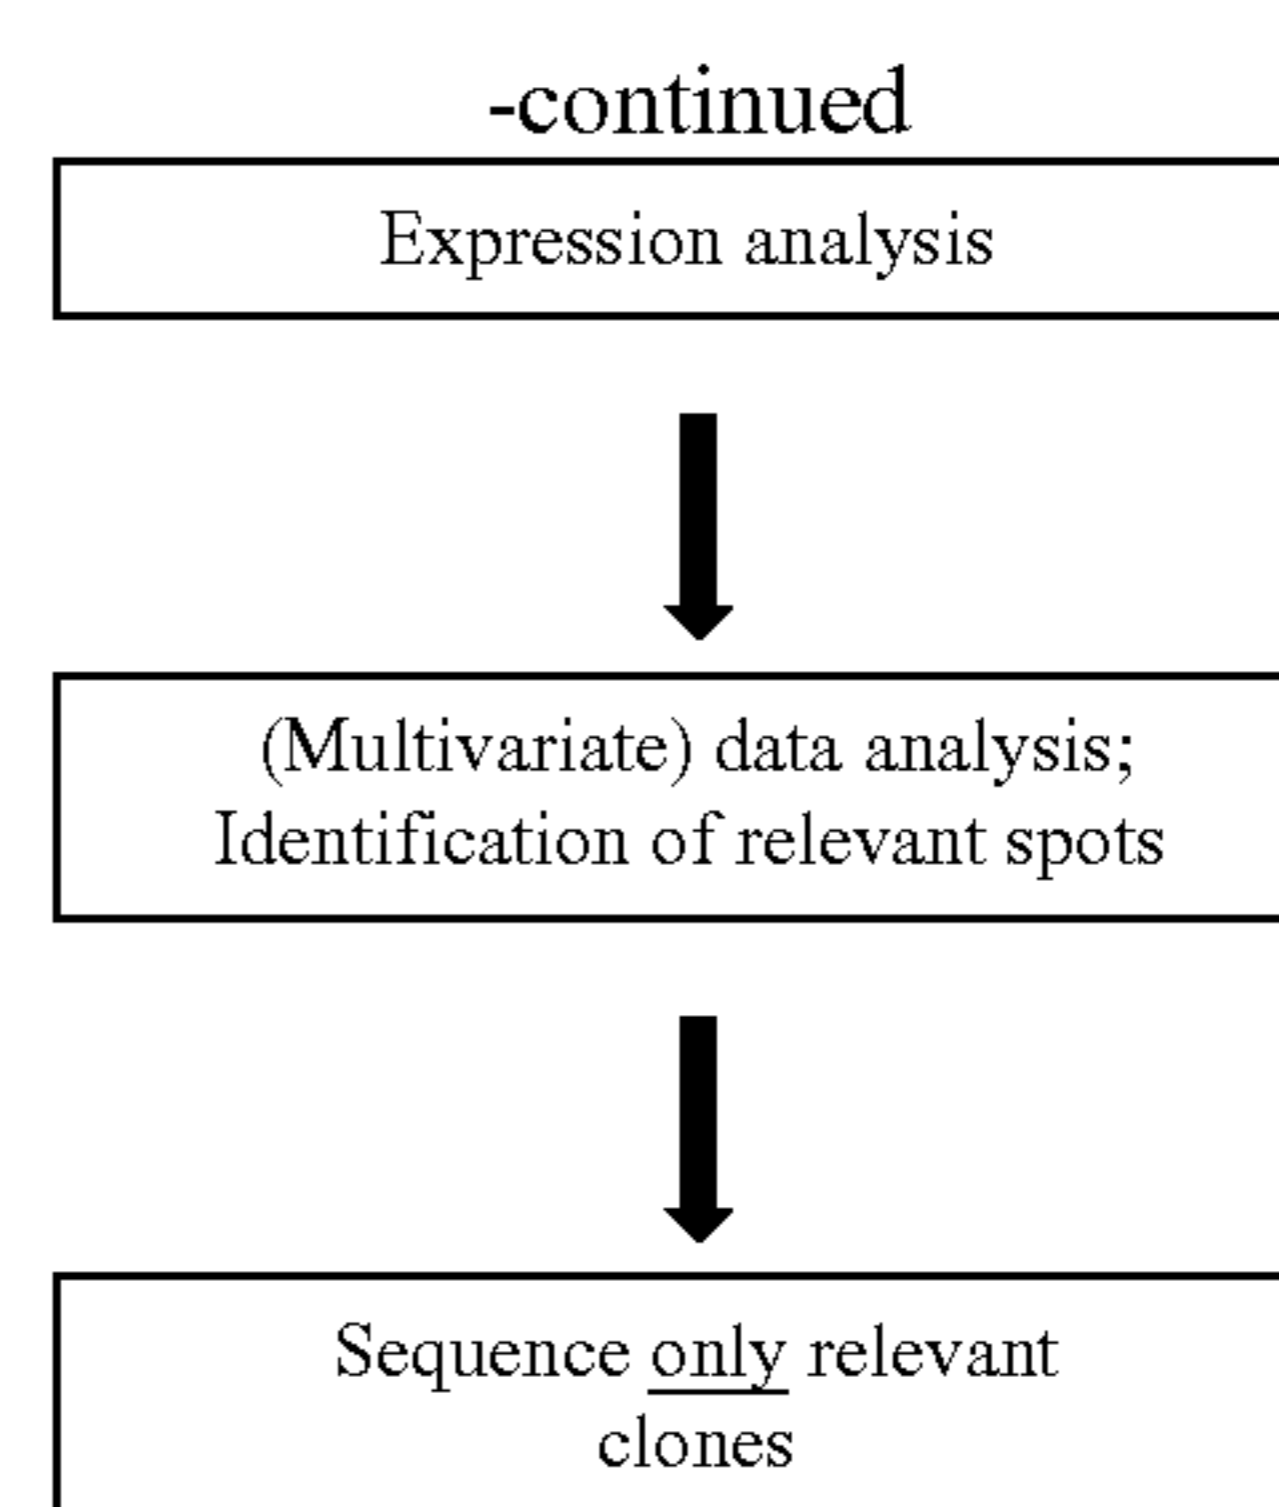 -continued
Expression analysis
(Multivariate) data analysis;
Identification of relevant spots
Sequence only relevant
clones